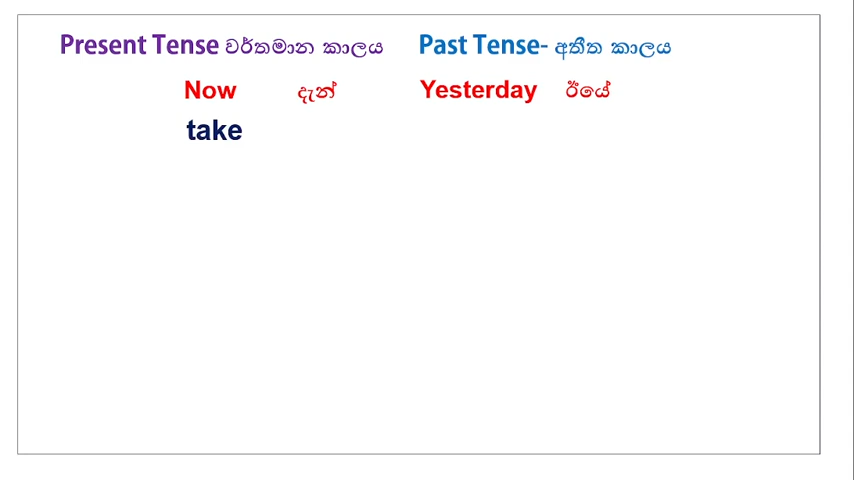 Present Tense වර්තමාන කාලය Past Tense- අතීත කාලය
Now දැන් Yesterday ඊයේ
take